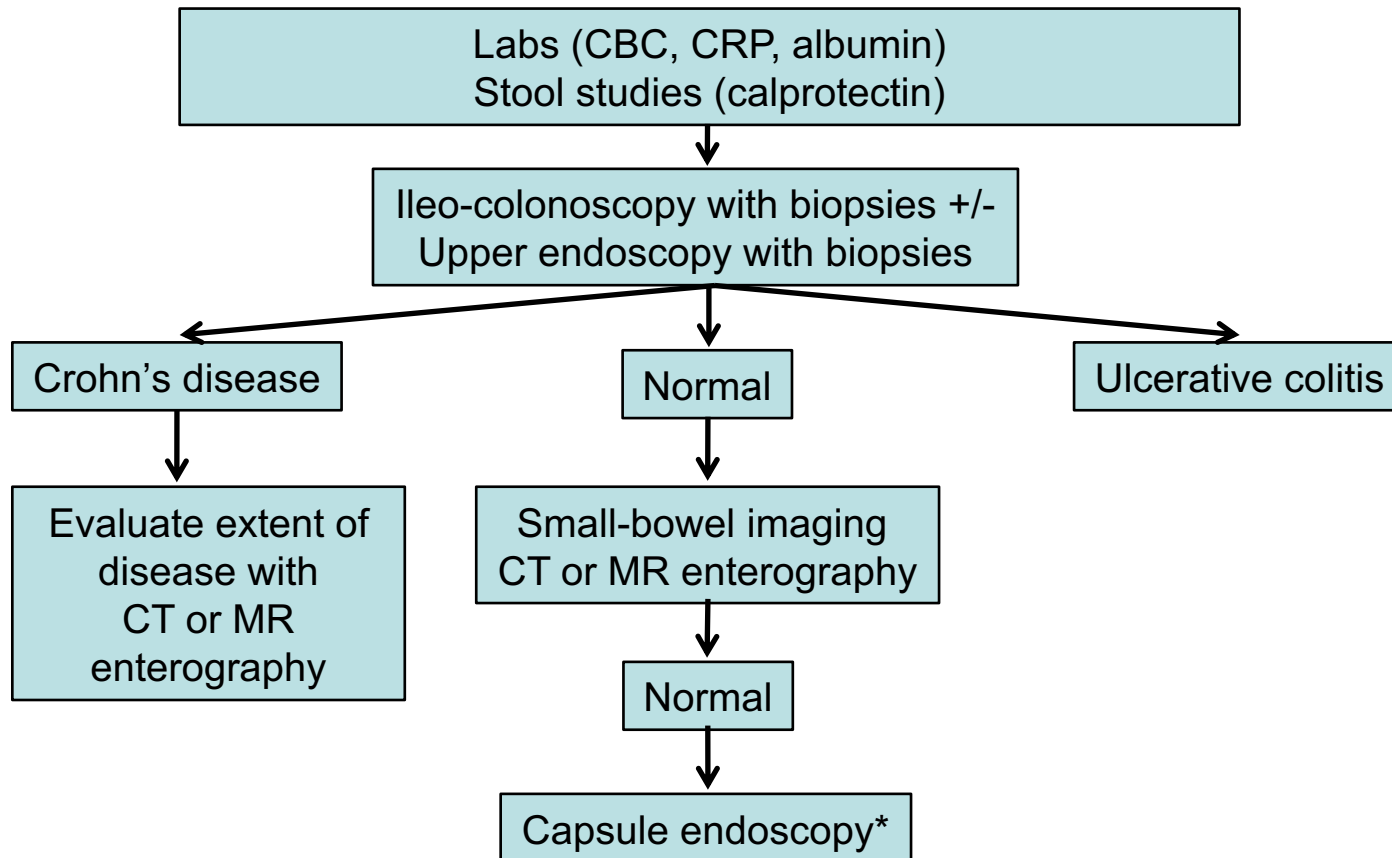 Labs (CBC, CRP, albumin)
Stool studies (calprotectin)
Ileo-colonoscopy with biopsies +/-
Upper endoscopy with biopsies
Crohn’s disease
Normal
Ulcerative colitis
Evaluate extent of
disease with
CT or MR
enterography
Small-bowel imaging
CT or MR enterography
Normal
Capsule endoscopy*